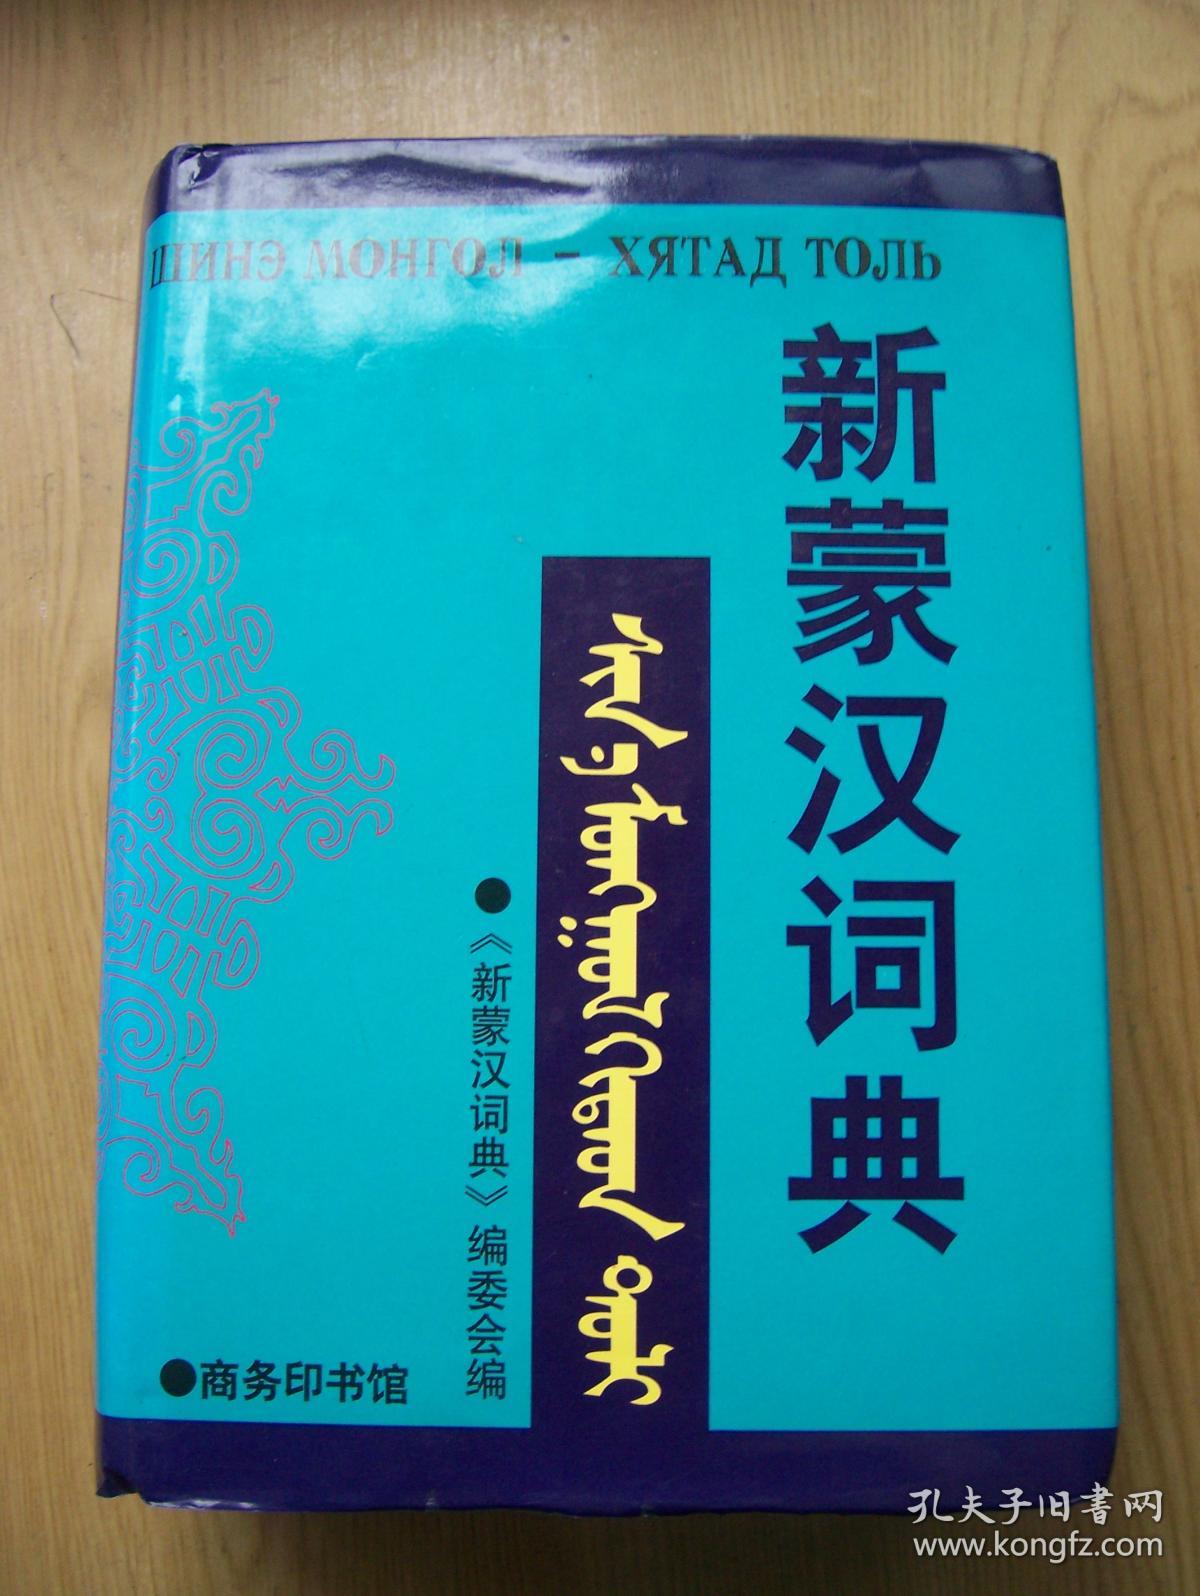 ШИНЭ МОНГОЛ - ХЯТАД ТОЛЬ
新蒙汉词典
●《新蒙汉词典》编委会编
●商务印书馆
孔夫子旧书网
www.kongfz.com